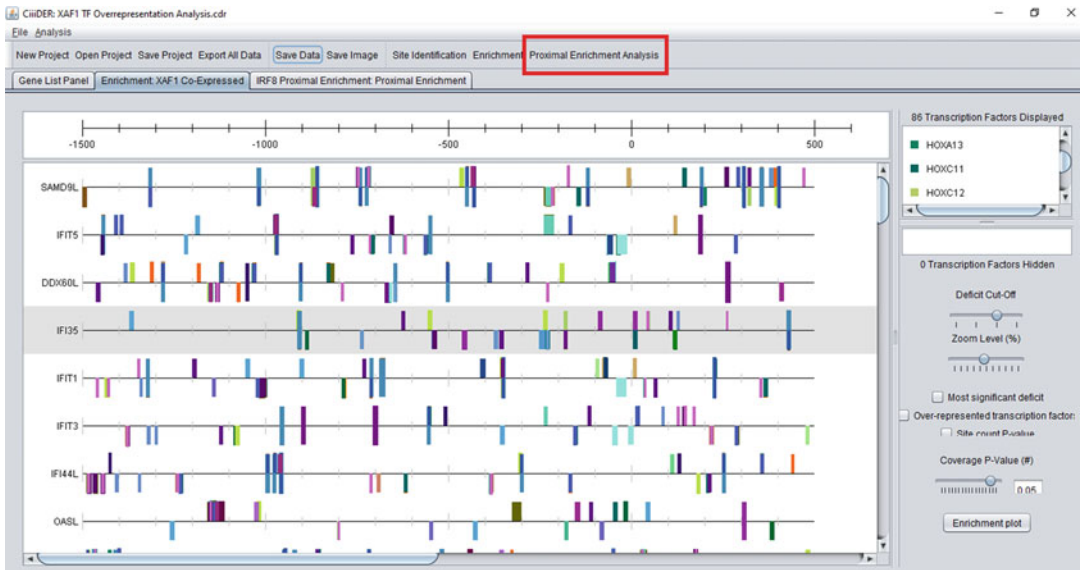 CiiiDER: XAF1 TF Overrepresentation Analysis.cdr
File Analysis
New Project Open Project Save Project Export All Data Save Data Save Image Site Identification Enrichment Proximal Enrichment Analysis
Gene List Panel Enrichment: XAF1 Co-Expressed IRF8 Proximal Enrichment: Proximal Enrichment
-1500 -1000 -500 0 500
SAMD9L
IFIT5
DDX60L
IFI35
IFIT1
IFIT3
IFI44L
OASL
86 Transcription Factors Displayed
HOXA13
HOXC11
HOXC12
0 Transcription Factors Hidden
Deficit Cut-Off
Zoom Level (%)
Most significant deficit
Over-represented transcription factors
Site count P-value
Coverage P-Value (#)
0.05
Enrichment plot